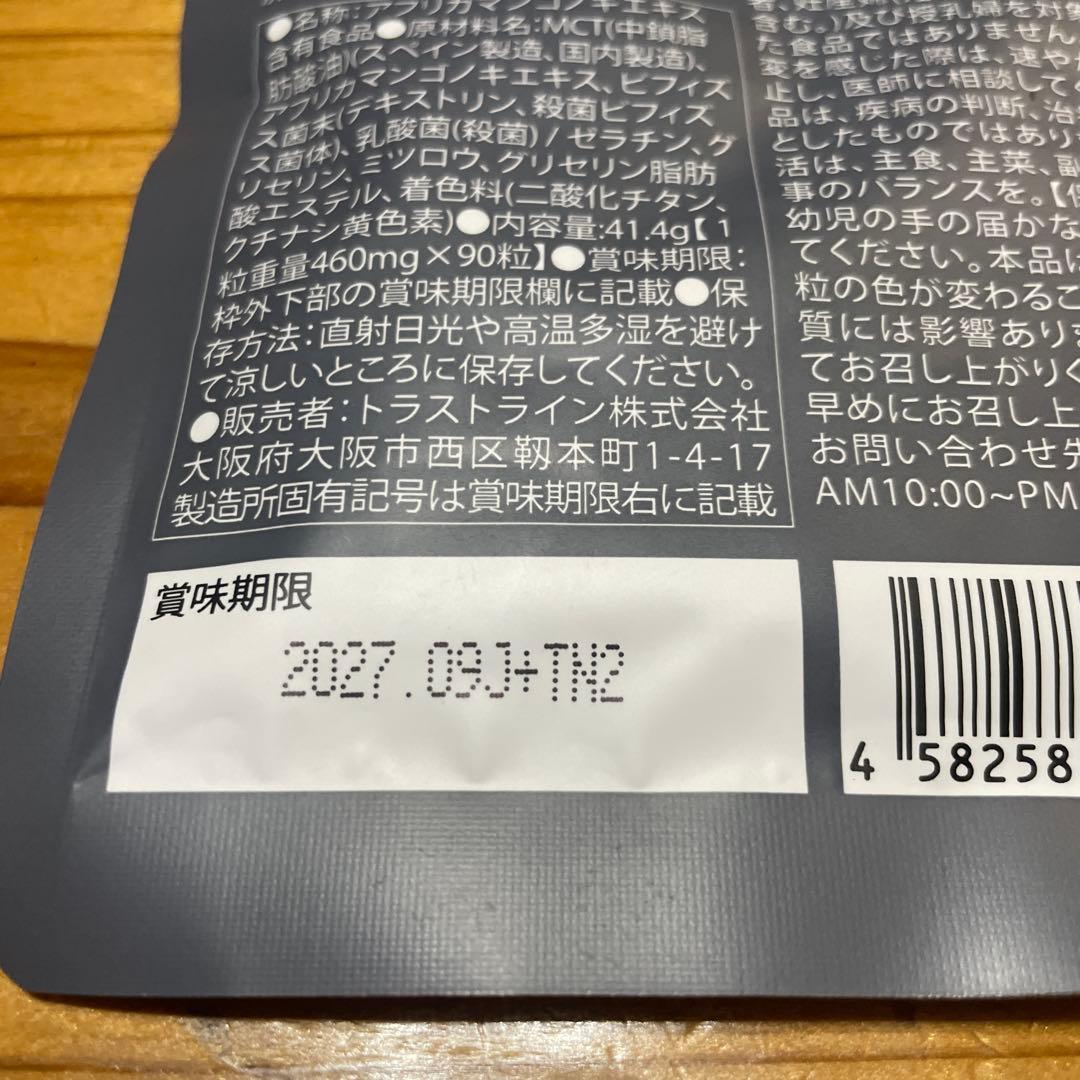 ●名称:アフリカマンゴノキエキス
含有食品●原材料名:MCT(中鎖脂
肪酸油)(スペイン製造、国内製造)、
アフリカマンゴノキエキス、ビフィズ
ス菌末(デキストリン、殺菌ビフィズ
ス菌体)、乳酸菌(殺菌) / ゼラチン、グ
リセリン、ミツロウ、グリセリン脂肪
酸エステル、着色料(二酸化チタン、
クチナシ黄色素)●内容量:41.4g【1
粒重量460mg×90粒】●賞味期限:
枠外下部の賞味期限欄に記載●保
存方法:直射日光や高温多湿を避け
て涼しいところに保存してください。
●販売者:トラストライン株式会社
大阪府大阪市西区靱本町1-4-17
製造所固有記号は賞味期限右に記載
含む。)及び授乳婦を対
た食品ではありません
変を感じた際は、速や
止し、医師に相談して
品は、疾病の判断、治
としたものではあり
活は、主食、主菜、副
事のバランスを。【
幼児の手の届かな
てください。本品は
粒の色が変わるこ
質には影響あり
てお召し上がりく
早めにお召し上
お問い合わせ先
AM10:00~PM
賞味期限
2027.09J+TN2
4 58258